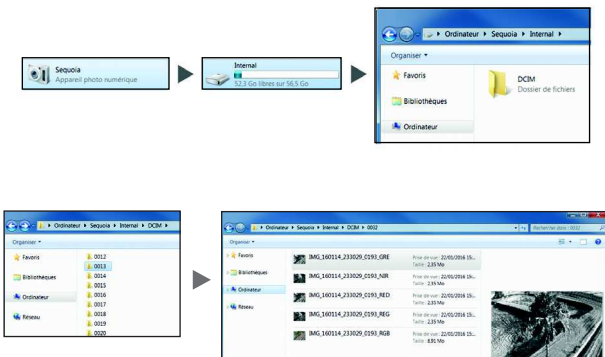 Sequoia
Appareil photo numérique
Internal
52,3 Go libres sur 56,5 Go
Ordinateur ▸ Sequoia ▸ Internal ▸
Organiser
Favoris
Bibliothèques
Ordinateur
DCIM
Dossier de fichiers
Ordinateur ▸ Sequoia ▸ Internal ▸ DCIM ▸
Organiser
Favoris
Bibliothèques
Ordinateur
Réseau
0012
0013
0014
0015
0016
0017
0018
0019
0020
Ordinateur ▸ Sequoia ▸ Internal ▸ DCIM ▸ 0032
Rechercher dans : 0032
Organiser
Favoris
Bibliothèques
Ordinateur
Réseau
IMG_160114_233029_0193_GRE
Prise de vue : 22/01/2016 15:...
Taille : 2,35 Mo
IMG_160114_233029_0193_NIR
Prise de vue : 22/01/2016 15:...
Taille : 2,35 Mo
IMG_160114_233029_0193_RED
Prise de vue : 22/01/2016 15:...
Taille : 2,35 Mo
IMG_160114_233029_0193_REG
Prise de vue : 22/01/2016 15:...
Taille : 2,35 Mo
IMG_160114_233029_0193_RGB
Prise de vue : 22/01/2016 15:...